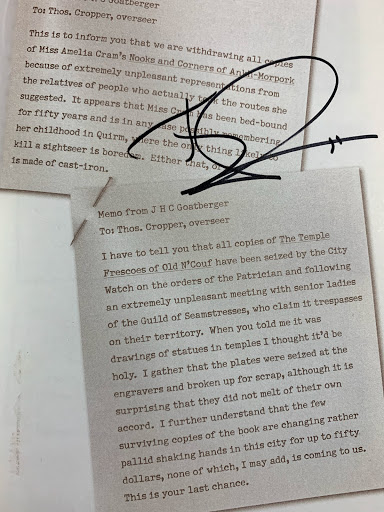 J H C Goatberger
To: Thos. Cropper, overseer
This is to inform you that we are withdrawing all copies
of Miss Amelia Cram's Nooks and Corners of Ankh-Morpork
because of extremely unpleasant representations from
the relatives of people who actually took the routes she
suggested. It appears that Miss Cram has been bed-bound
for fifty years and is in any case possibly remembering
her childhood in Quirm, where the only thing likely to
kill a sightseer is boredom. Either that, or
is made of cast-iron.
Memo from J H C Goatberger
To: Thos. Cropper, overseer
I have to tell you that all copies of The Temple
Frescoes of Old N'Couf have been seized by the City
Watch on the orders of the Patrician and following
an extremely unpleasant meeting with senior ladies
of the Guild of Seamstresses, who claim it trespasses
on their territory. When you told me it was
drawings of statues in temples I thought it'd be
holy. I gather that the plates were seized at the
engravers and broken up for scrap, although it is
surprising that they did not melt of their own
accord. I further understand that the few
surviving copies of the book are changing rather
pallid shaking hands in this city for up to fifty
dollars, none of which, I may add, is coming to us.
This is your last chance.